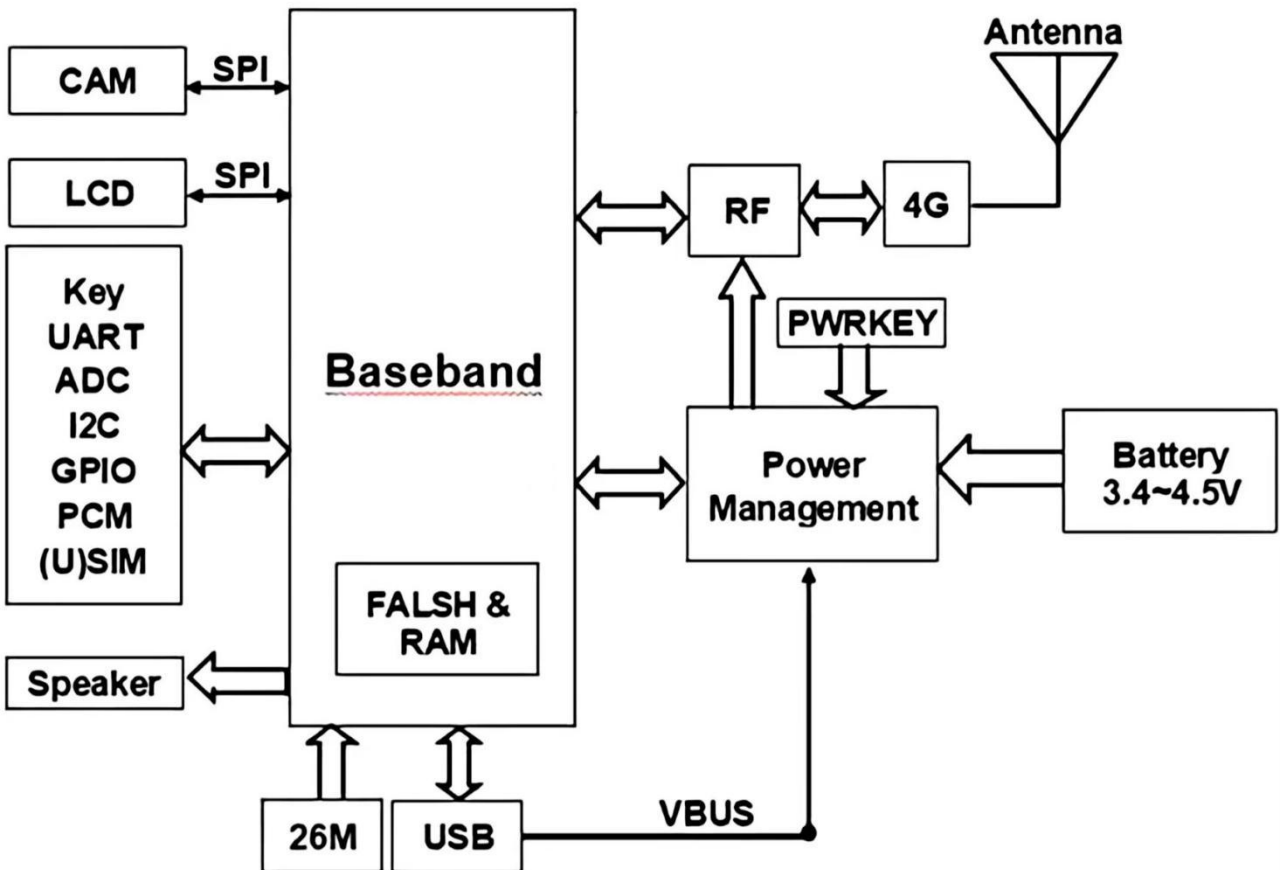 Antenna
CAM
SPI
LCD
SPI
RF
4G
Key
UART
ADC
I2C
GPIO
PCM
(U)SIM
Baseband
PWRKEY
Power
Management
Battery
3.4~4.5V
FALSH &
RAM
Speaker
26M
USB
VBUS